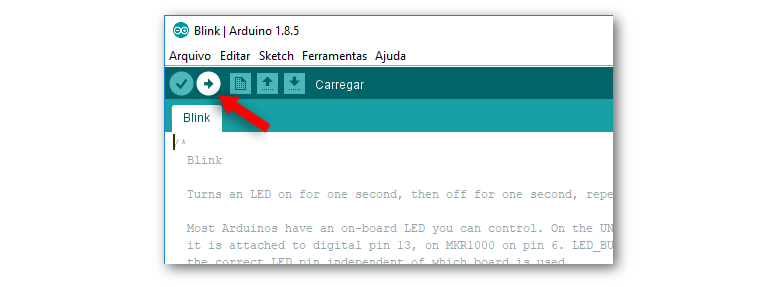 Blink | Arduino 1.8.5
Arquivo Editar Sketch Ferramentas Ajuda
Carregar
Blink
/*
Blink
Turns an LED on for one second, then off for one second, repe
Most Arduinos have an on-board LED you can control. On the UN
it is attached to digital pin 13, on MKR1000 on pin 6. LED_BU
the correct LED pin independent of which board is used